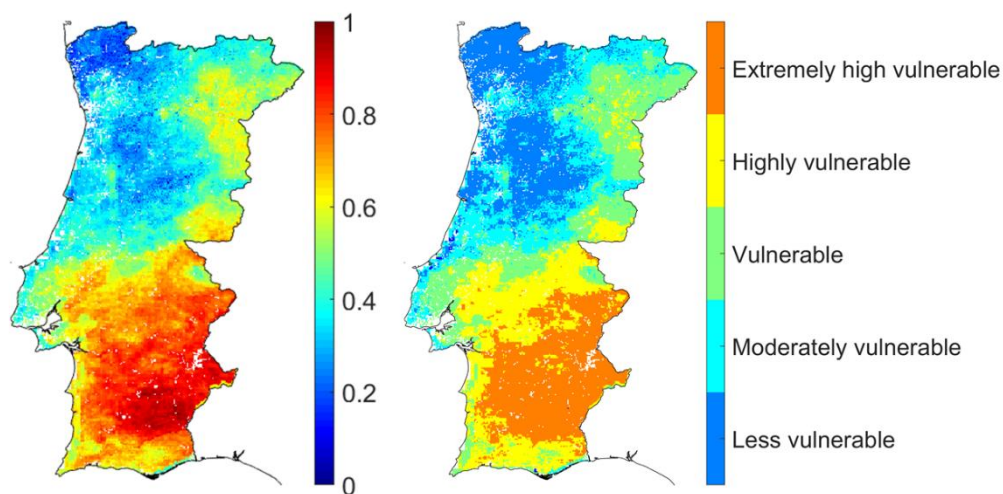 1
0.8
0.6
0.4
0.2
0
Extremely high vulnerable
Highly vulnerable
Vulnerable
Moderately vulnerable
Less vulnerable